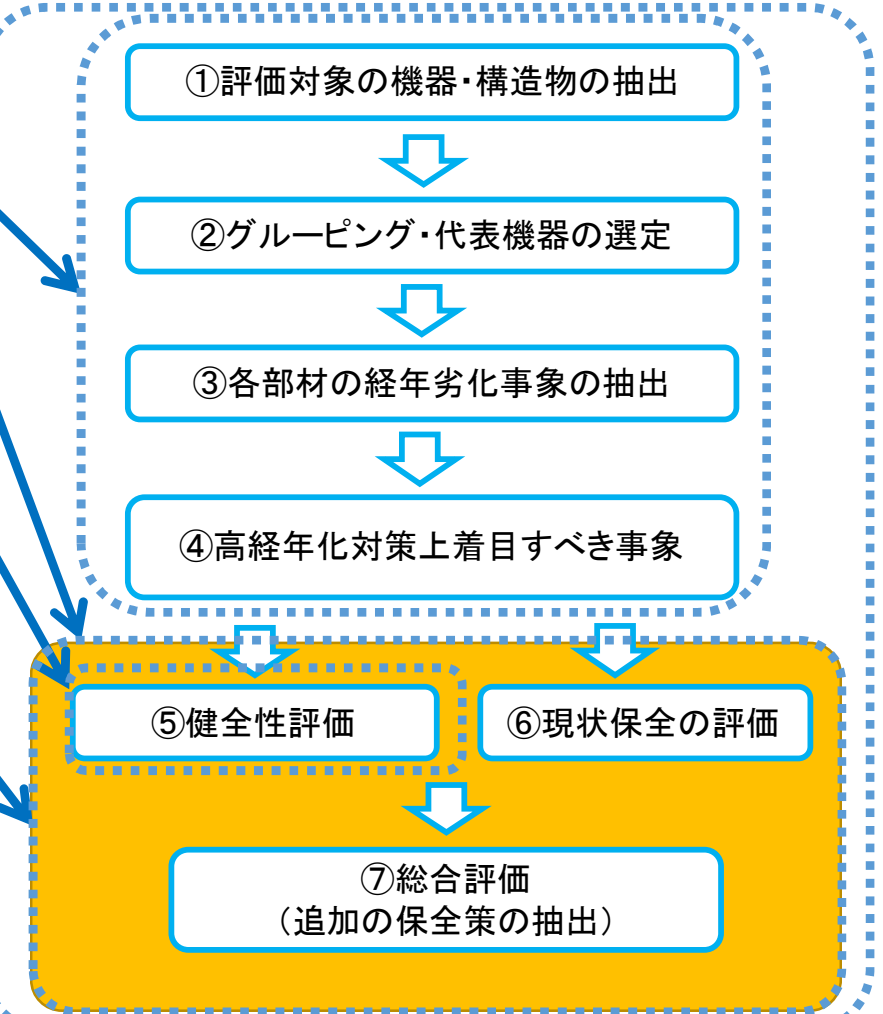 ①評価対象の機器・構造物の抽出
②グルーピング・代表機器の選定
③各部材の経年劣化事象の抽出
④高経年化対策上着目すべき事象
⑤健全性評価
⑥現状保全の評価
⑦総合評価
（追加の保全策の抽出）